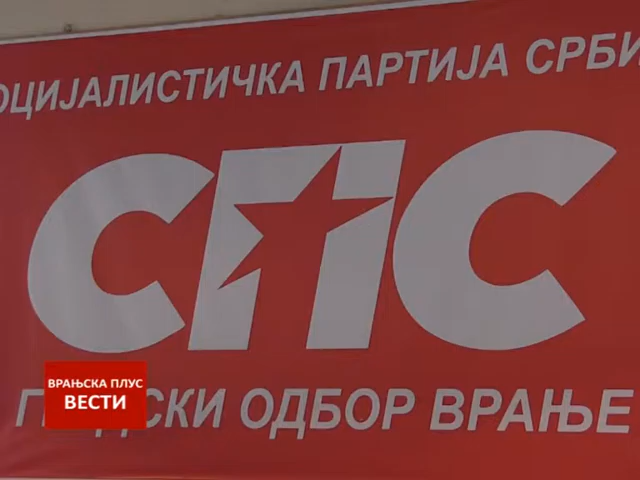 ОЦИЈАЛИСТИЧКА ПАРТИЈА СРБИ
СПС
ОДБОР ВРАЊЕ
ВРАЊСКА ПЛУС
ВЕСТИ